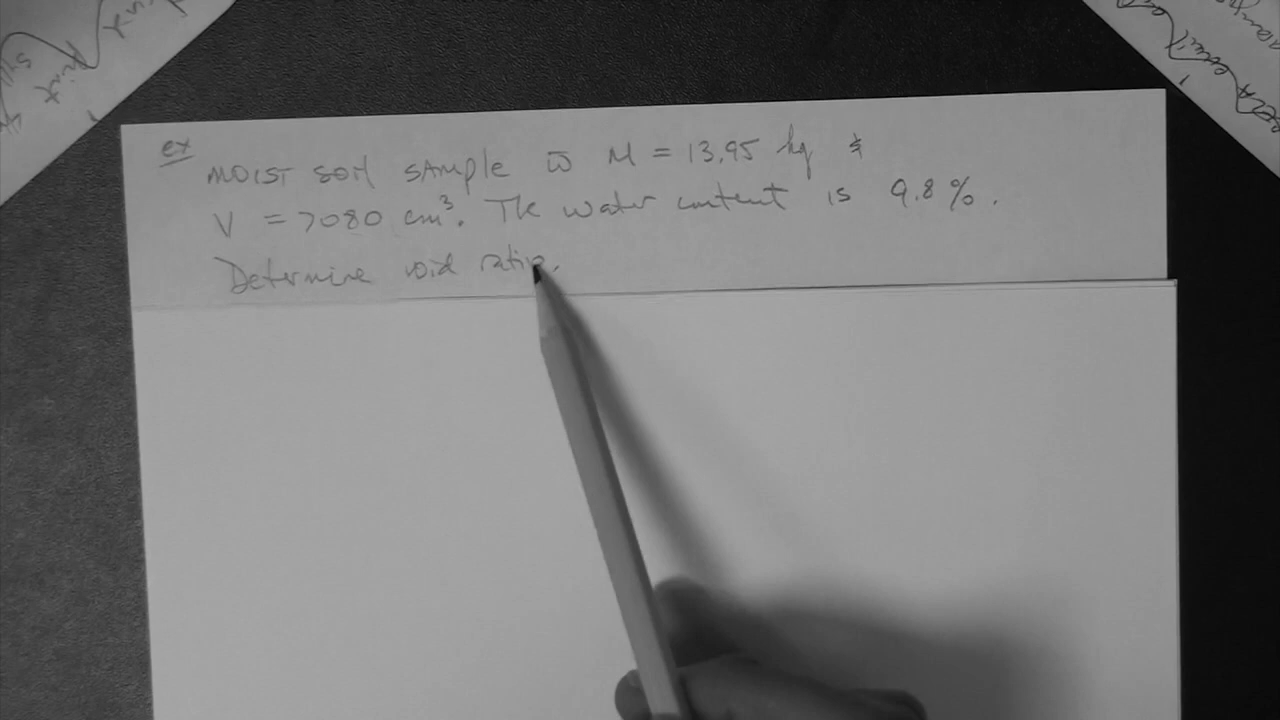 ex
MOIST SOIL SAMPLE w̅ M = 13.95 kg &
V = 7080 cm³. The water content is 9.8%.
Determine void ratio.